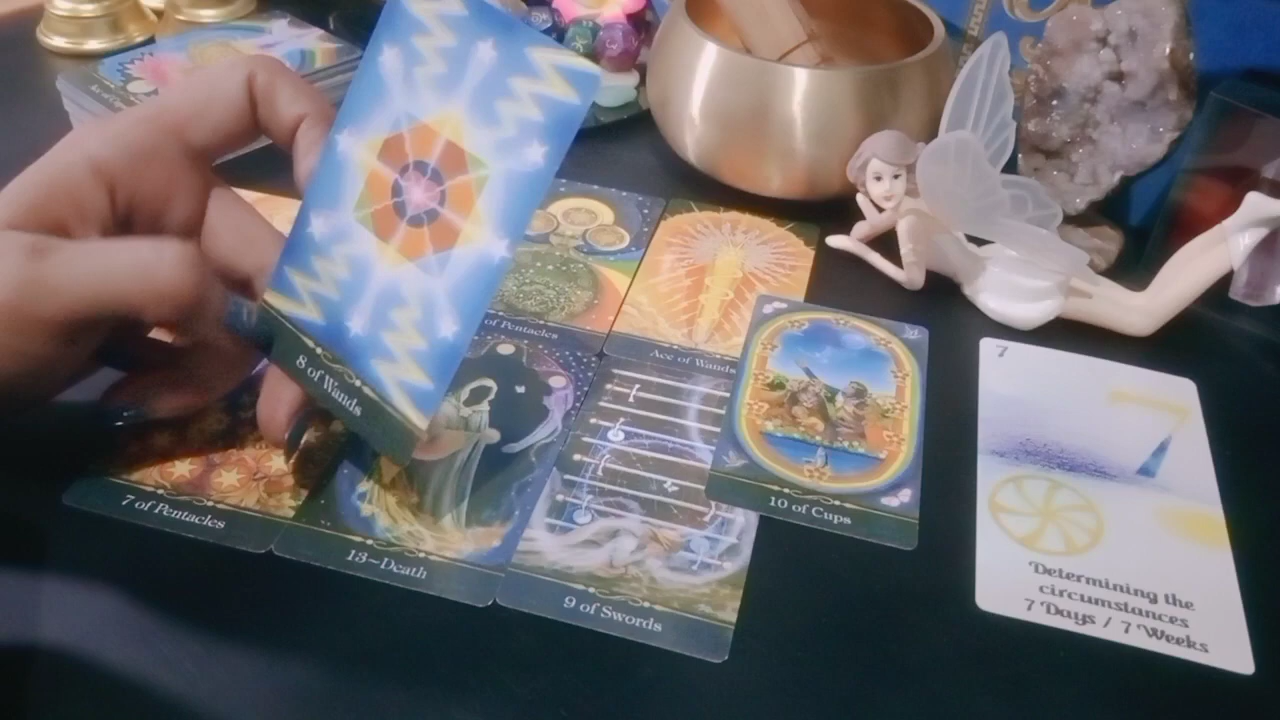 8 of Wands
of Pentacles
Ace of Wands
7 of Pentacles
13~Death
9 of Swords
10 of Cups
7
7
Determining the
circumstances
7 Days / 7 Weeks